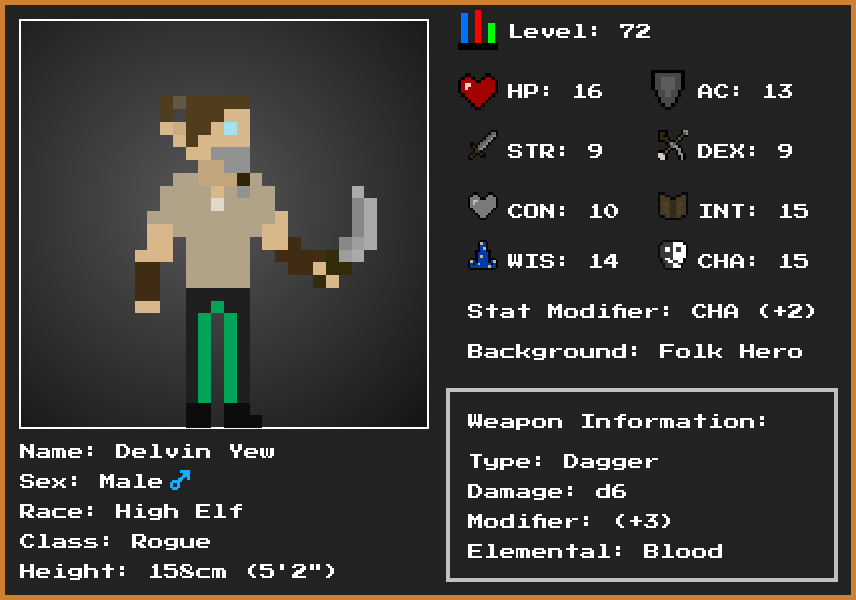 Level: 72
HP: 16 AC: 13
STR: 9 DEX: 9
CON: 10 INT: 15
WIS: 14 CHA: 15
Stat Modifier: CHA (+2)
Background: Folk Hero
Weapon Information:
Type: Dagger
Damage: d6
Modifier: (+3)
Elemental: Blood
Name: Delvin Yew
Sex: Male♂
Race: High Elf
Class: Rogue
Height: 158cm (5'2")